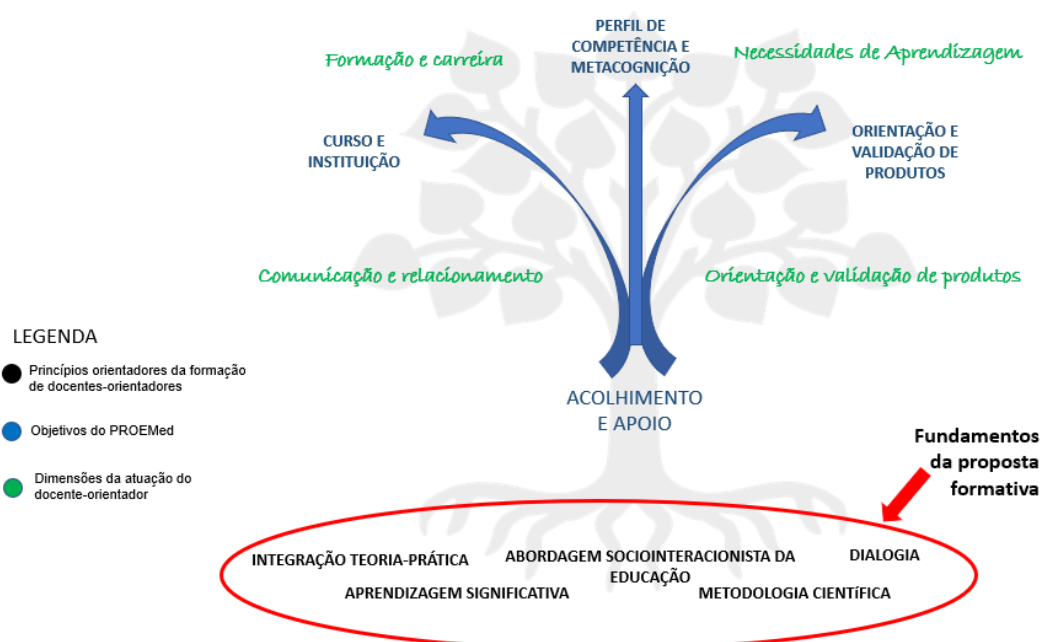 PERFIL DE
COMPETÊNCIA E
METACOGNIÇÃO
Formação e carreira
Necessidades de Aprendizagem
CURSO E
INSTITUIÇÃO
ORIENTAÇÃO E
VALIDAÇÃO DE
PRODUTOS
Comunicação e relacionamento
Orientação e validação de produtos
LEGENDA
Princípios orientadores da formação
de docentes-orientadores
Objetivos do PROEMed
Dimensões da atuação do
docente-orientador
ACOLHIMENTO
E APOIO
Fundamentos
da proposta
formativa
INTEGRAÇÃO TEORIA-PRÁTICA
ABORDAGEM SOCIOINTERACIONISTA DA
EDUCAÇÃO
DIALOGIA
APRENDIZAGEM SIGNIFICATIVA
METODOLOGIA CIENTÍFICA